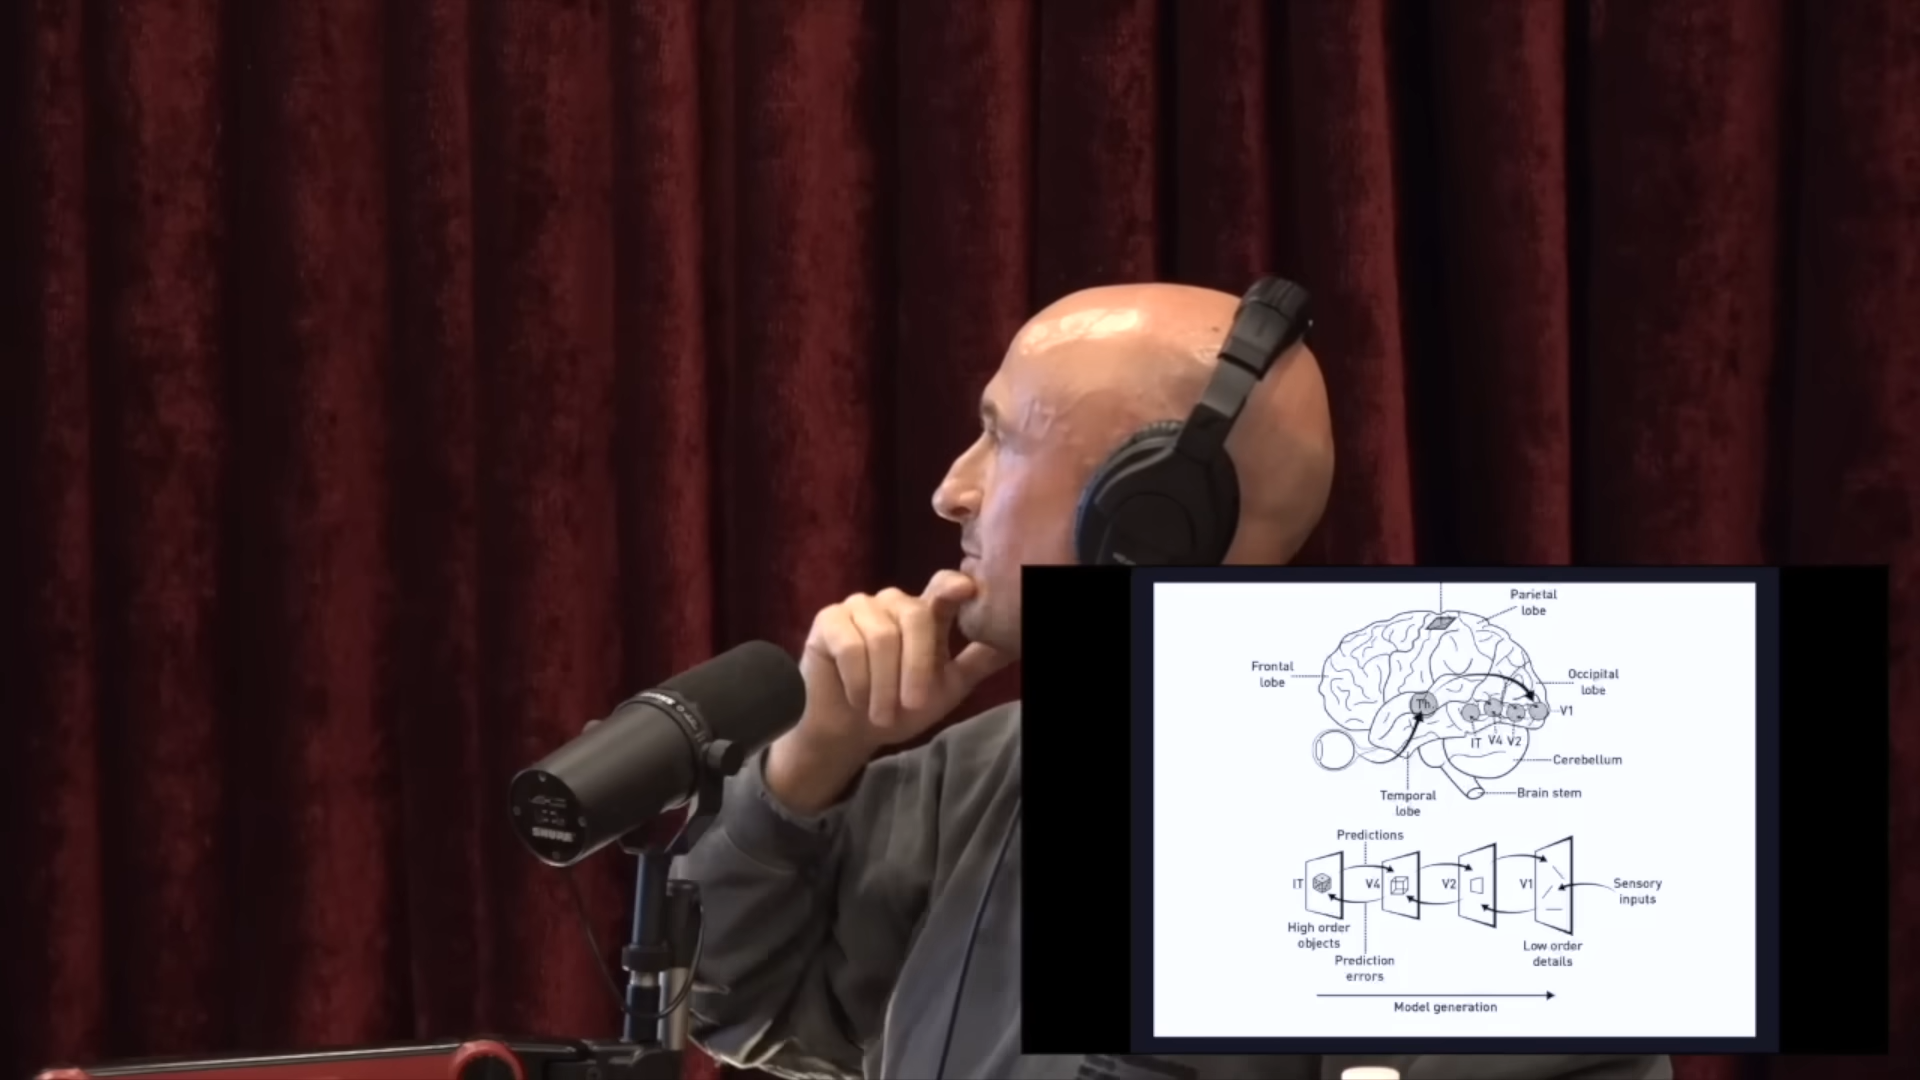 Parietal
lobe
Frontal
lobe
Occipital
lobe
Th
V1
IT V4 V2
Cerebellum
Temporal
lobe
Brain stem
Predictions
IT
V4
V2
V1
Sensory
inputs
High order
objects
Low order
details
Prediction
errors
Model generation
SHURE